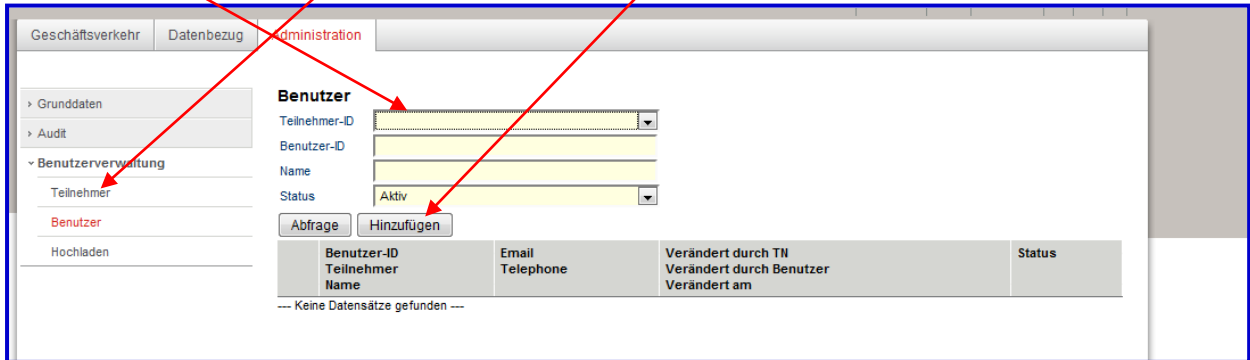 Geschäftsverkehr Datenbezug Administration
Benutzer
› Grunddaten
Teilnehmer-ID
› Audit
Benutzer-ID
Benutzerverwaltung
Name
Teilnehmer
Status Aktiv
Benutzer
Abfrage Hinzufügen
Hochladen
Benutzer-ID Email Verändert durch TN Status
Teilnehmer Telephone Verändert durch Benutzer
Name Verändert am
--- Keine Datensätze gefunden ---